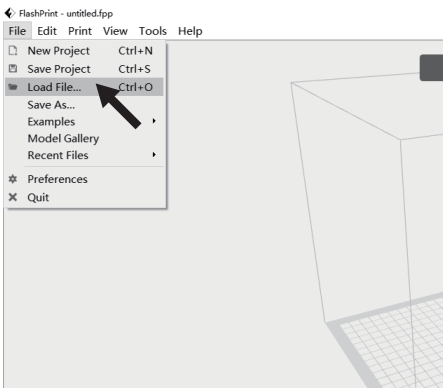 FlashPrint - untitled.fpp
File Edit Print View Tools Help
New Project Ctrl+N
Save Project Ctrl+S
Load File... Ctrl+O
Save As...
Examples
Model Gallery
Recent Files
Preferences
Quit